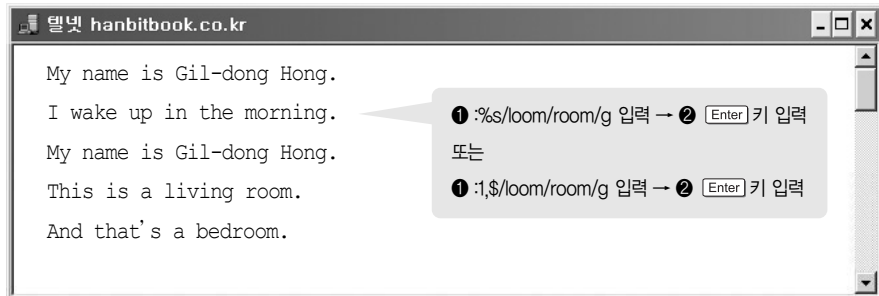 텔넷 hanbitbook.co.kr
My name is Gil-dong Hong.
I wake up in the morning.
My name is Gil-dong Hong.
This is a living room.
And that's a bedroom.
❶ :%s/loom/room/g 입력 → ❷ Enter 키 입력
또는
❶ :1,$/loom/room/g 입력 → ❷ Enter 키 입력